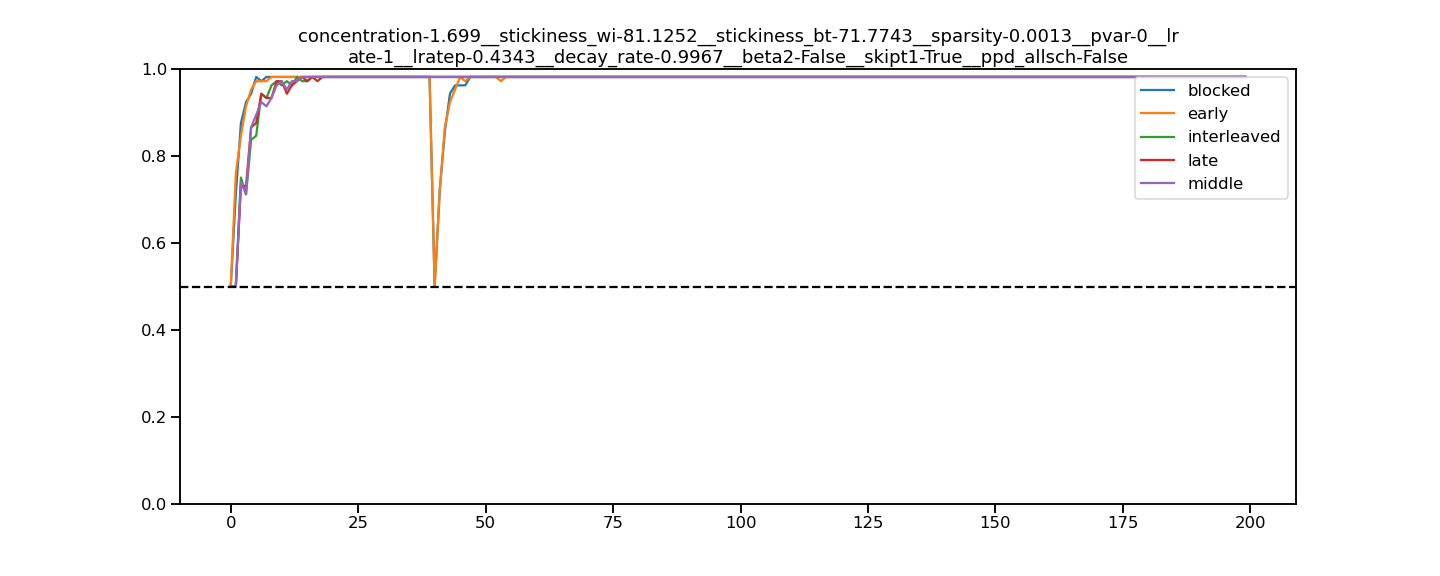 concentration-1.699__stickiness_wi-81.1252__stickiness_bt-71.7743__sparsity-0.0013__pvar-0__lr
ate-1__lratep-0.4343__decay_rate-0.9967__beta2-False__skipt1-True__ppd_allsch-False
1.0
0.8
0.6
0.4
0.2
0.0
blocked
early
interleaved
late
middle
0 25 50 75 100 125 150 175 200